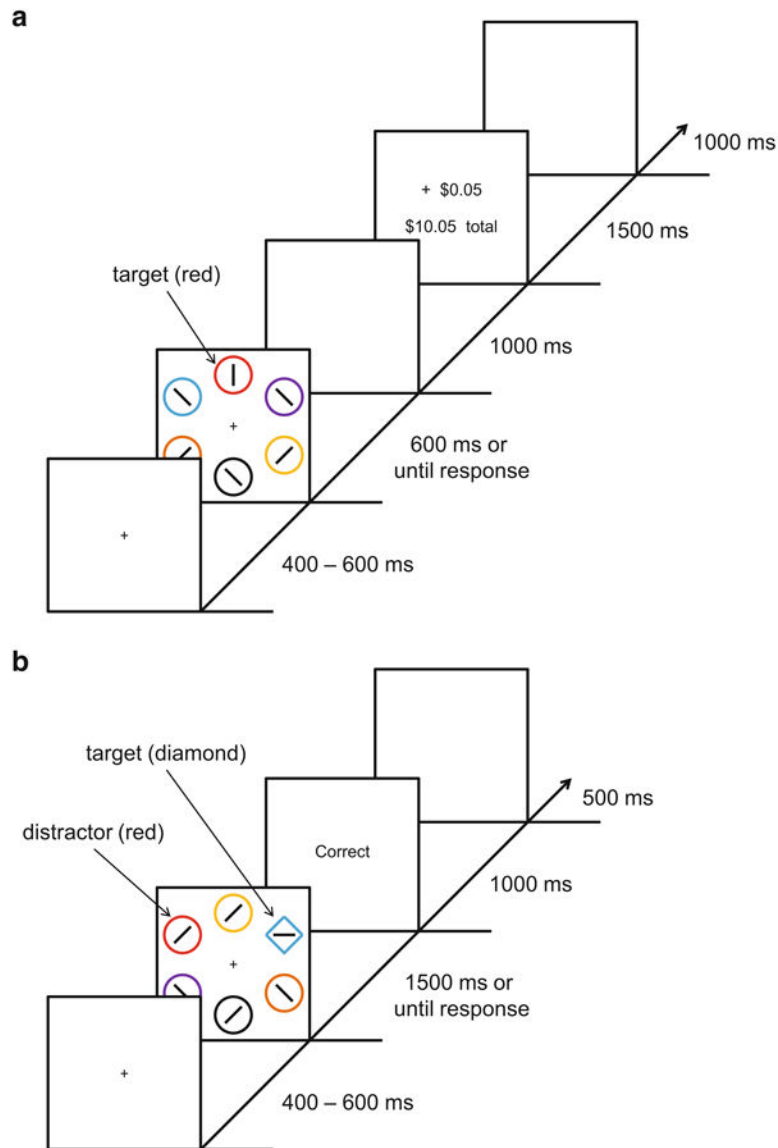 a
1000 ms
+ $0.05
$10.05 total
1500 ms
target (red)
1000 ms
+
600 ms or
until response
+
400 – 600 ms
b
target (diamond)
500 ms
distractor (red)
Correct
1000 ms
+
1500 ms or
until response
+
400 – 600 ms